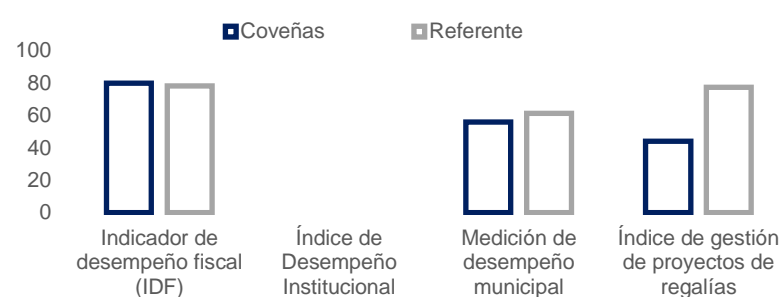 Coveñas Referente
100
80
60
40
20
0
Indicador de
desempeño fiscal
(IDF)
Índice de
Desempeño
Institucional
Medición de
desempeño
municipal
Índice de gestión
de proyectos de
regalías